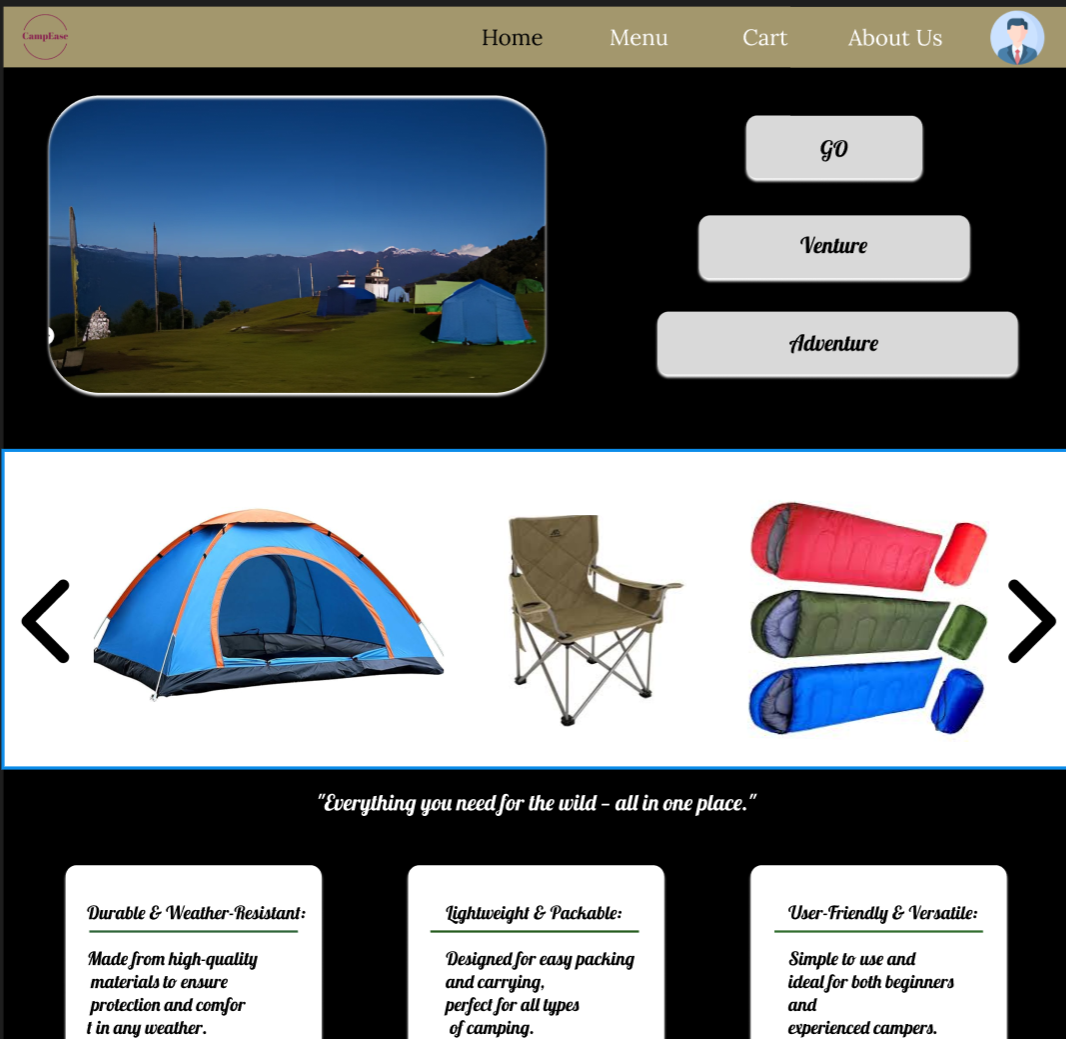 CampEase
Home Menu Cart About Us
GO
Venture
Adventure
"Everything you need for the wild – all in one place."
Durable & Weather-Resistant:
Made from high-quality
materials to ensure
protection and comfor
t in any weather.
Lightweight & Packable:
Designed for easy packing
and carrying,
perfect for all types
of camping.
User-Friendly & Versatile:
Simple to use and
ideal for both beginners
and
experienced campers.